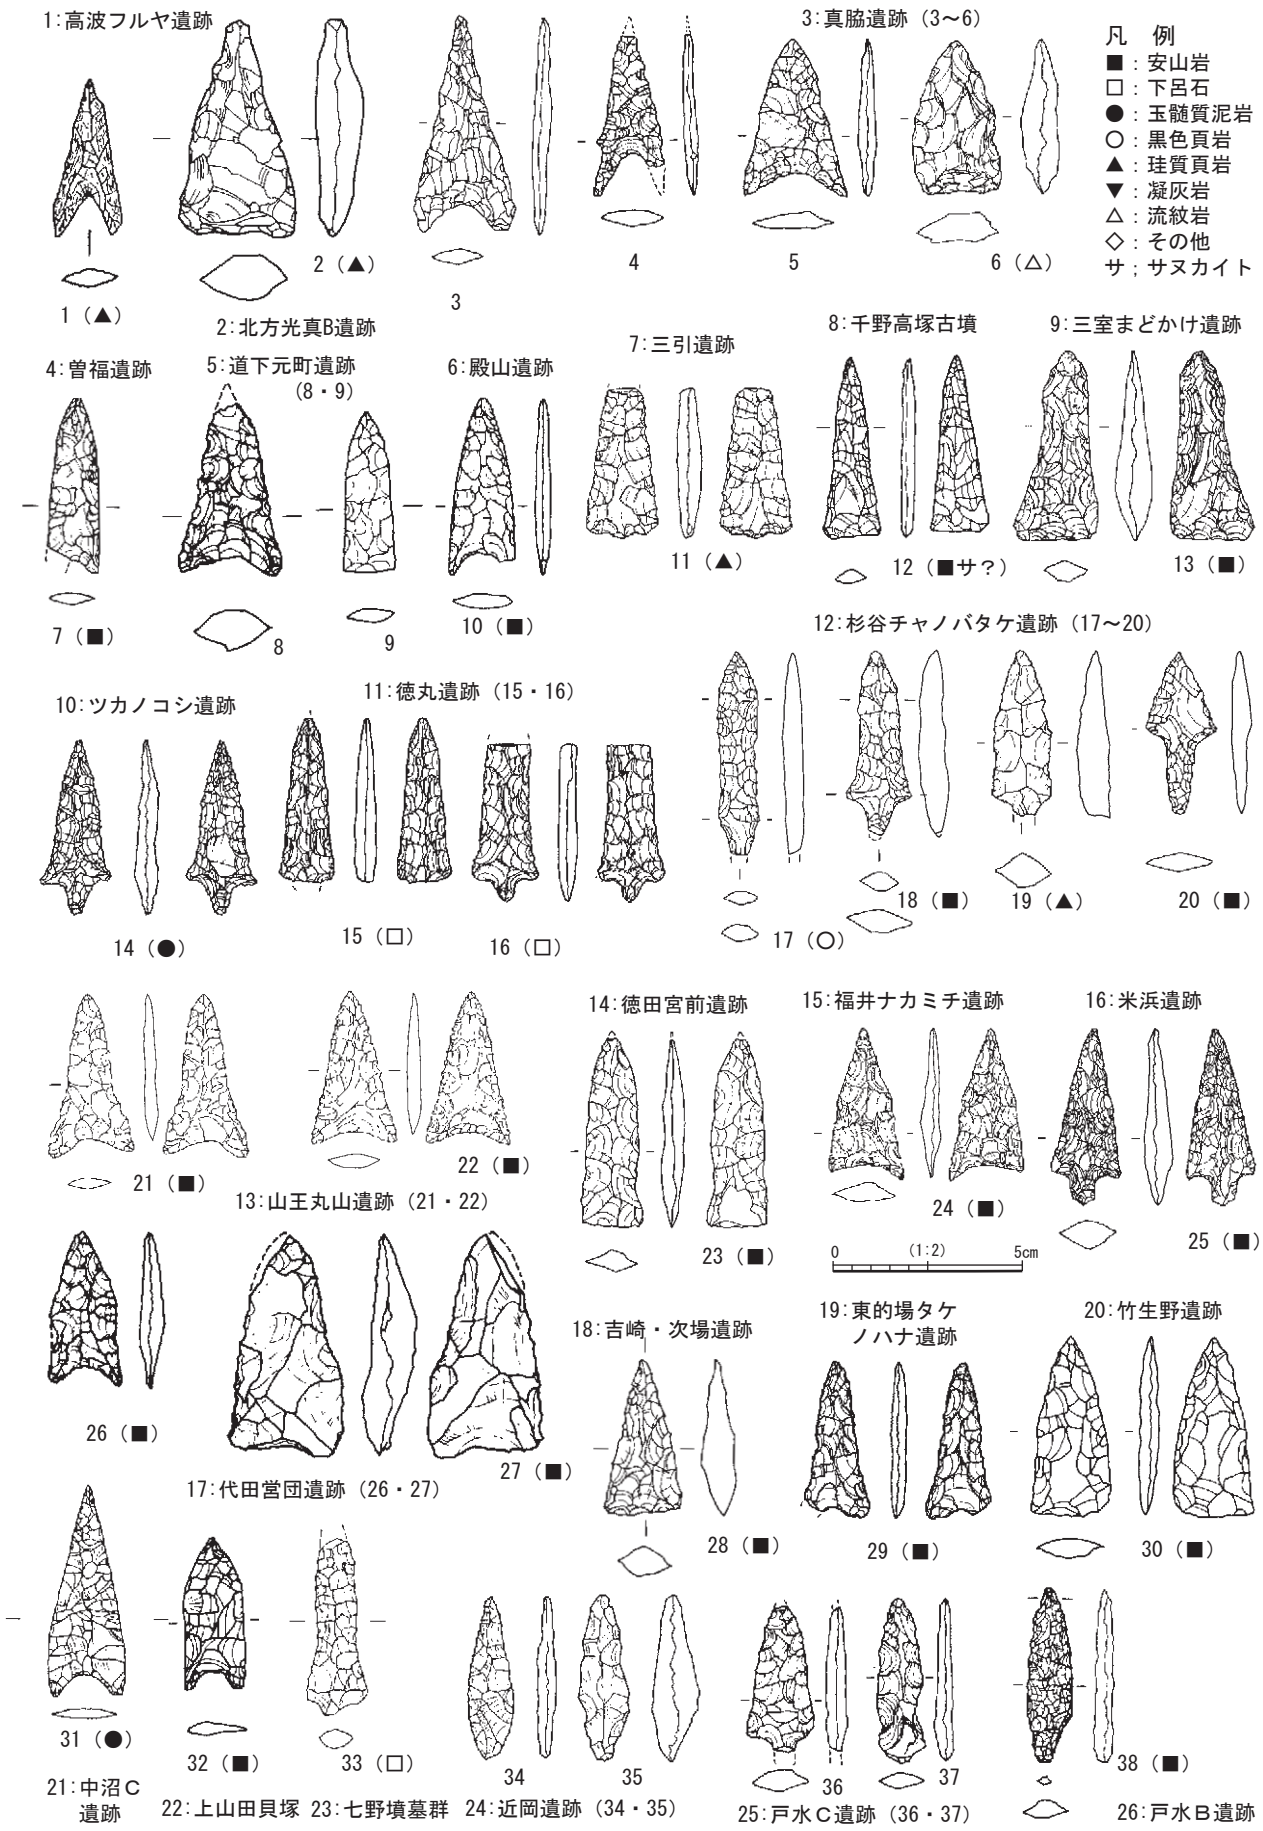 1:高波フルヤ遺跡
3:真脇遺跡（3～6）
凡 例
■：安山岩
□：下呂石
●：玉髄質泥岩
○：黒色頁岩
▲：珪質頁岩
▼：凝灰岩
△：流紋岩
◇：その他
サ；サヌカイト
1（▲）
2（▲）
3
4
5
6（△）
2:北方光真B遺跡
4:曽福遺跡
5:道下元町遺跡
（8・9）
6:殿山遺跡
7:三引遺跡
8:千野高塚古墳
9:三室まどかけ遺跡
7（■）
8
9
10（■）
11（▲）
12（■サ？）
13（■）
12:杉谷チャノバタケ遺跡（17～20）
10:ツカノコシ遺跡
11:徳丸遺跡（15・16）
14（●）
15（□）
16（□）
17（○）
18（■）
19（▲）
20（■）
14:徳田宮前遺跡
15:福井ナカミチ遺跡
16:米浜遺跡
21（■）
22（■）
13:山王丸山遺跡（21・22）
23（■）
24（■）
25（■）
0 (1:2) 5cm
26（■）
27（■）
17:代田営団遺跡（26・27）
18:吉崎・次場遺跡
19:東的場タケ
ノハナ遺跡
20:竹生野遺跡
28（■）
29（■）
30（■）
31（●）
32（■）
33（□）
34
35
36
37
38（■）
21:中沼C
遺跡
22:上山田貝塚
23:七野墳墓群
24:近岡遺跡（34・35）
25:戸水C遺跡（36・37）
26:戸水B遺跡